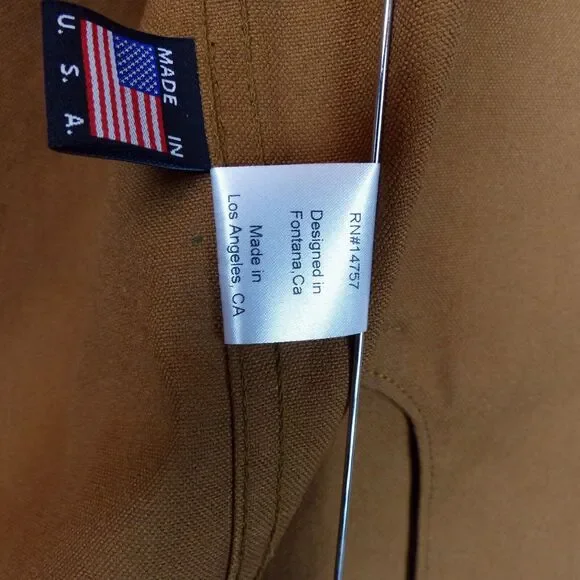 MADE IN
U. S. A.
RN#14757
Designed in
Fontana,Ca
Made in
Los Angeles, CA